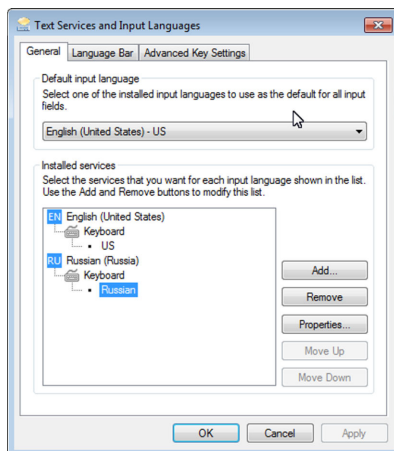 Text Services and Input Languages
General
Language Bar
Advanced Key Settings
Default input language
Select one of the installed input languages to use as the default for all input
fields.
English (United States) - US
Installed services
Select the services that you want for each input language shown in the list.
Use the Add and Remove buttons to modify this list.
EN English (United States)
Keyboard
• US
RU Russian (Russia)
Keyboard
• Russian
Add...
Remove
Properties...
Move Up
Move Down
OK
Cancel
Apply